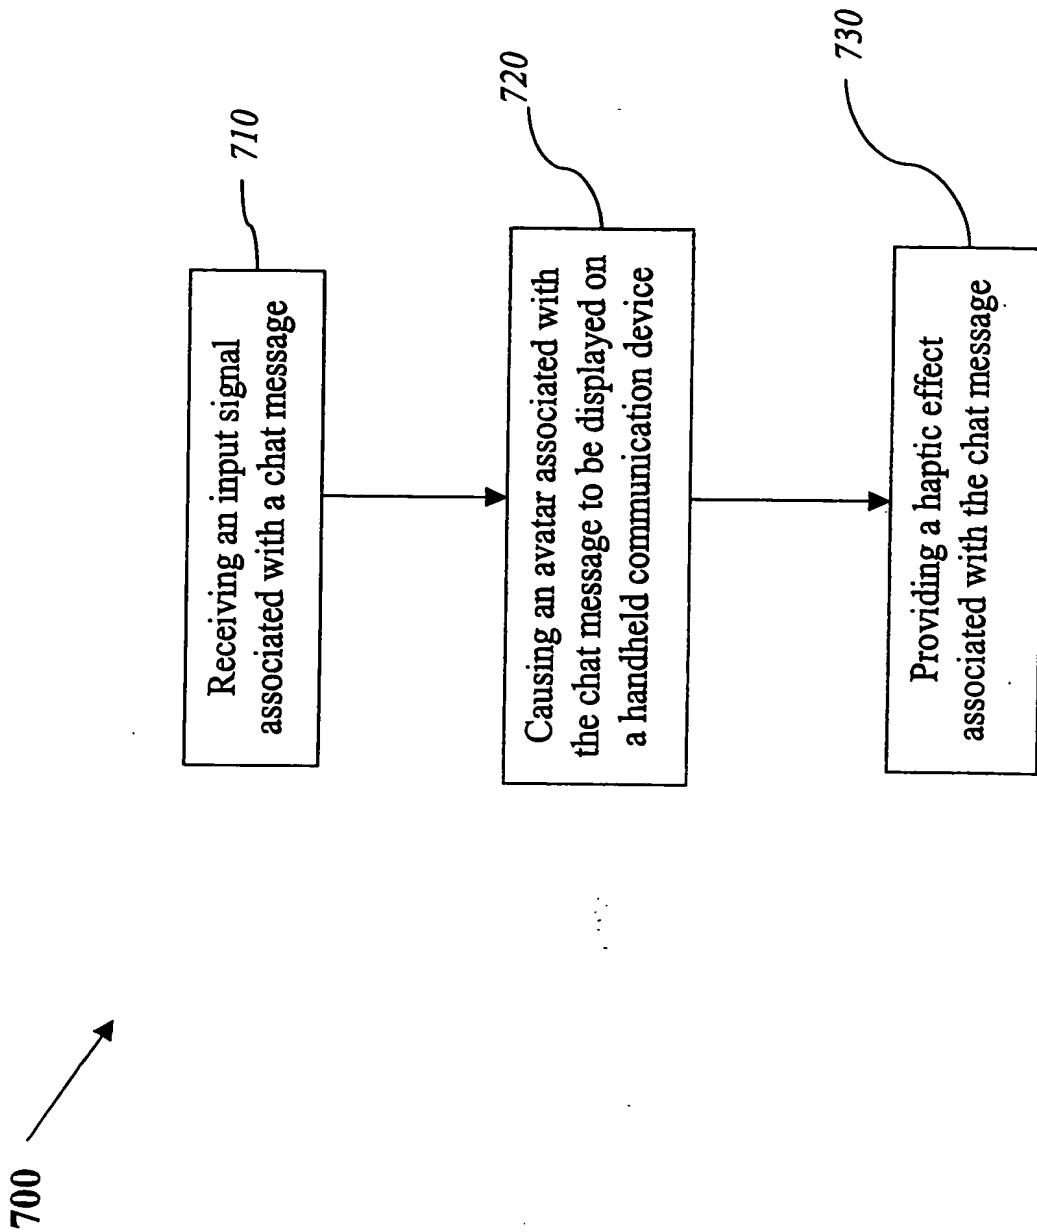 700
Receiving an input signal
associated with a chat message
710
Causing an avatar associated with
the chat message to be displayed on
a handheld communication device
720
Providing a haptic effect
associated with the chat message
730